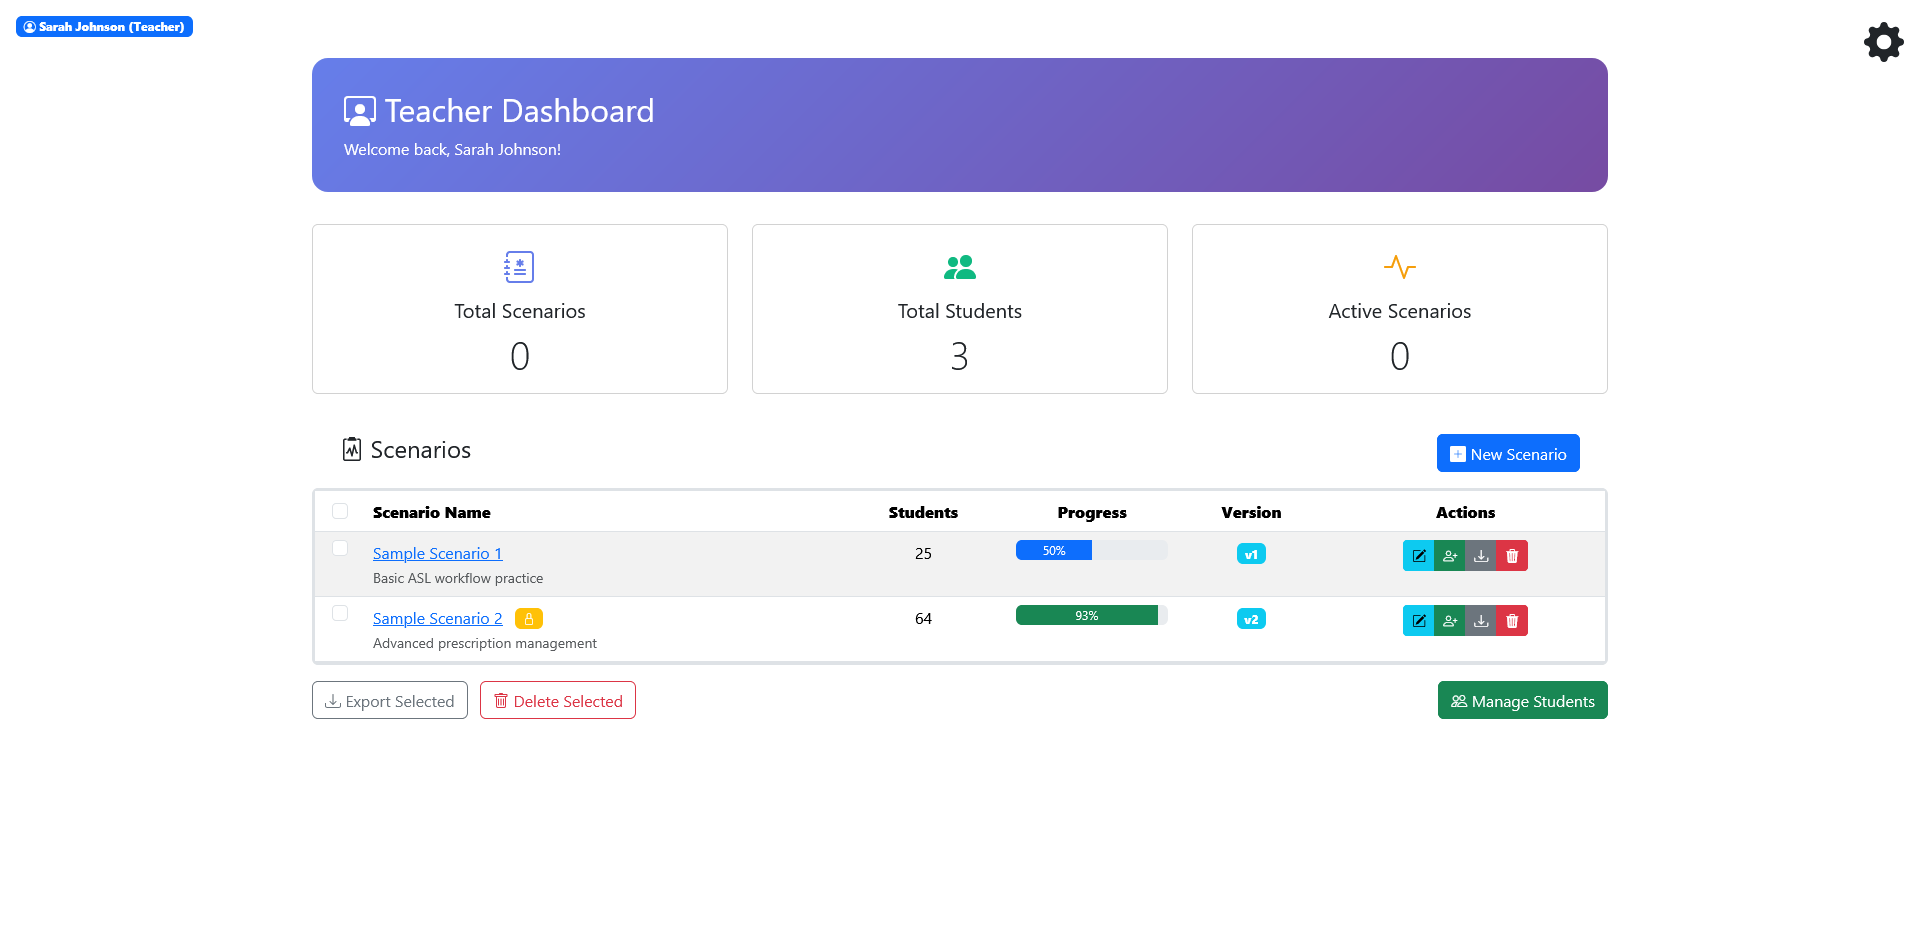 Sarah Johnson (Teacher)
Teacher Dashboard
Welcome back, Sarah Johnson!
Total Scenarios
0
Total Students
3
Active Scenarios
0
Scenarios
New Scenario
Scenario Name Students Progress Version Actions
Sample Scenario 1 25 50% v1
Basic ASL workflow practice
Sample Scenario 2 64 93% v2
Advanced prescription management
Export Selected Delete Selected Manage Students